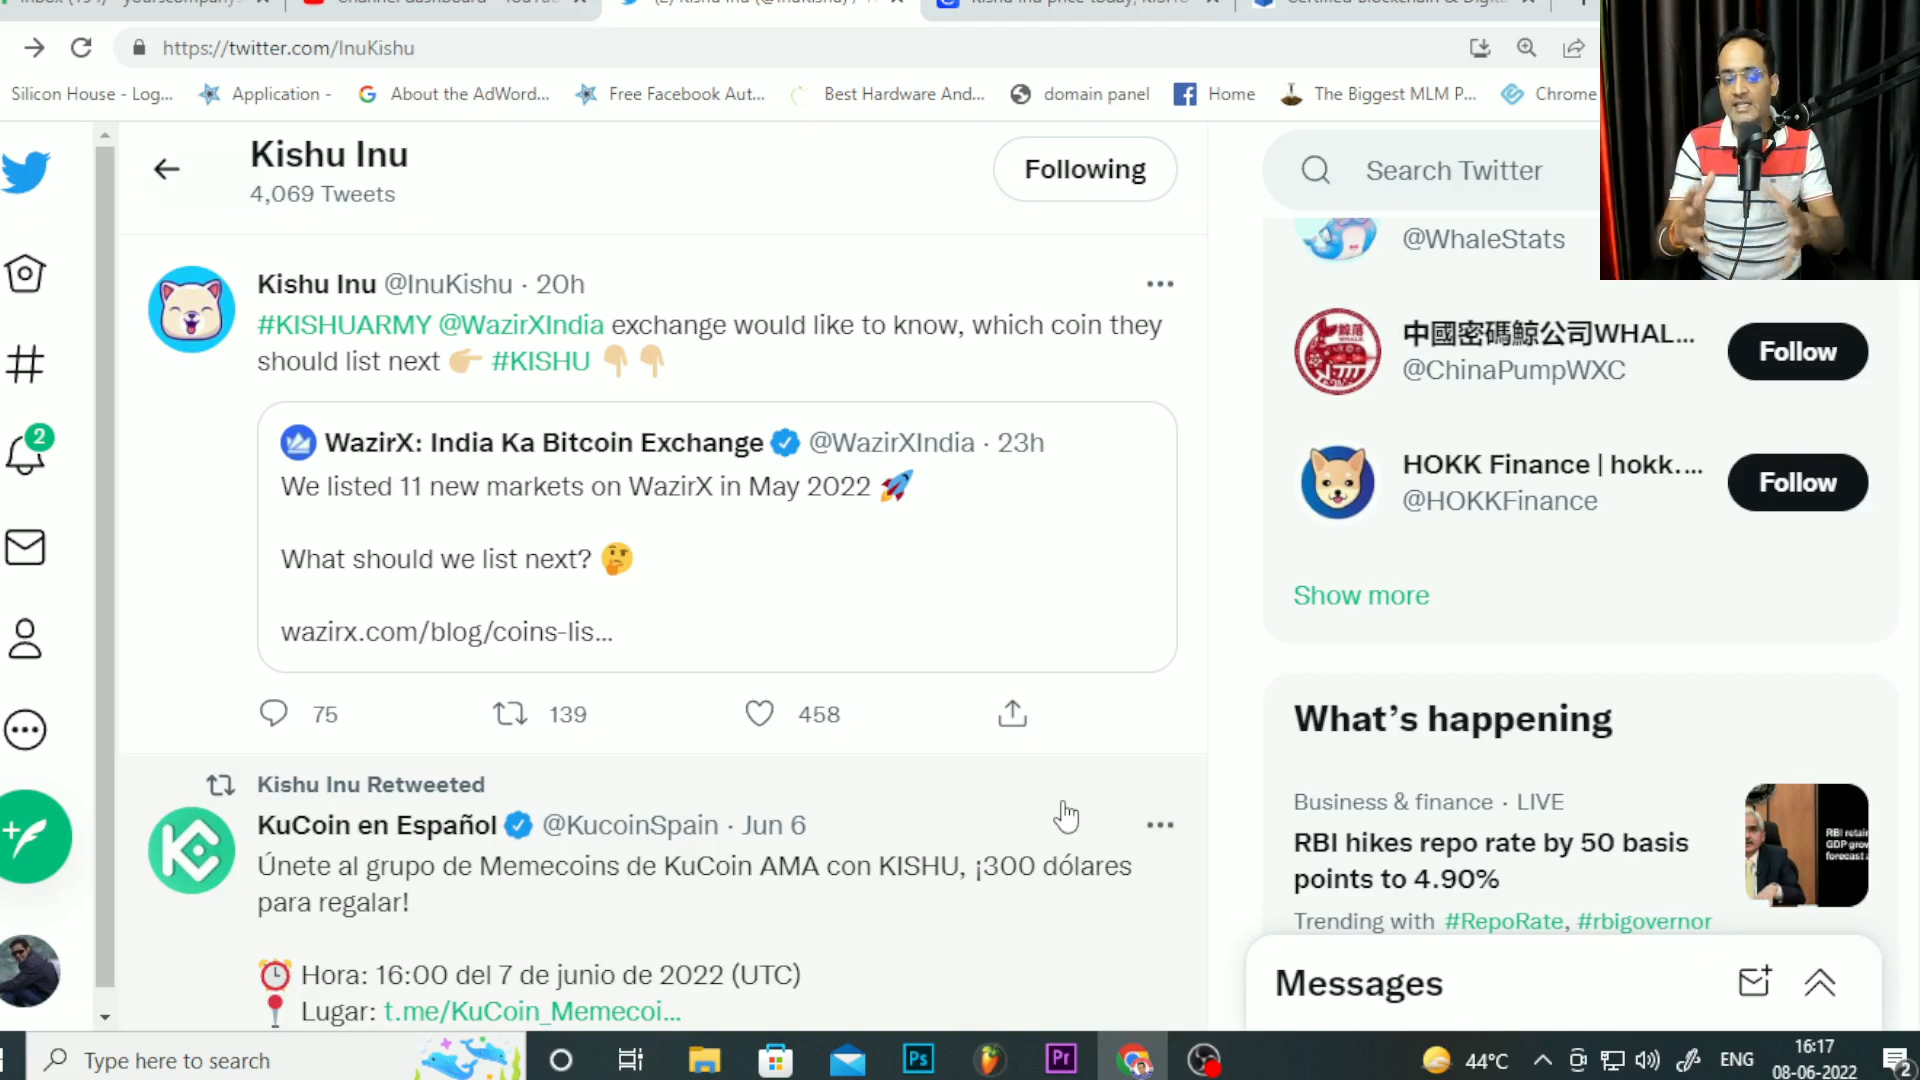 https://twitter.com/InuKishu
Silicon House - Log...
Application -
About the AdWord...
Free Facebook Aut...
Best Hardware And...
domain panel
Home
The Biggest MLM P...
Chrome
Kishu Inu
4,069 Tweets
Following
Search Twitter
Kishu Inu @InuKishu · 20h
#KISHUARMY @WazirXIndia exchange would like to know, which coin they
should list next 👉🏼 #KISHU 👇🏼👇🏼
WazirX: India Ka Bitcoin Exchange @WazirXIndia · 23h
We listed 11 new markets on WazirX in May 2022 🚀
What should we list next? 🤔
wazirx.com/blog/coins-lis...
75
139
458
Kishu Inu Retweeted
KuCoin en Español @KucoinSpain · Jun 6
Únete al grupo de Memecoins de KuCoin AMA con KISHU, ¡300 dólares
para regalar!
⏰ Hora: 16:00 del 7 de junio de 2022 (UTC)
📍 Lugar: t.me/KuCoin_Memecoi...
2
@WhaleStats
中國密碼鯨公司WHAL...
@ChinaPumpWXC
Follow
HOKK Finance | hokk....
@HOKKFinance
Follow
Show more
What's happening
Business & finance · LIVE
RBI hikes repo rate by 50 basis
points to 4.90%
Trending with #RepoRate, #rbigovernor
Messages
Type here to search
Ps
Pr
44°C
ENG
16:17
08-06-2022
2